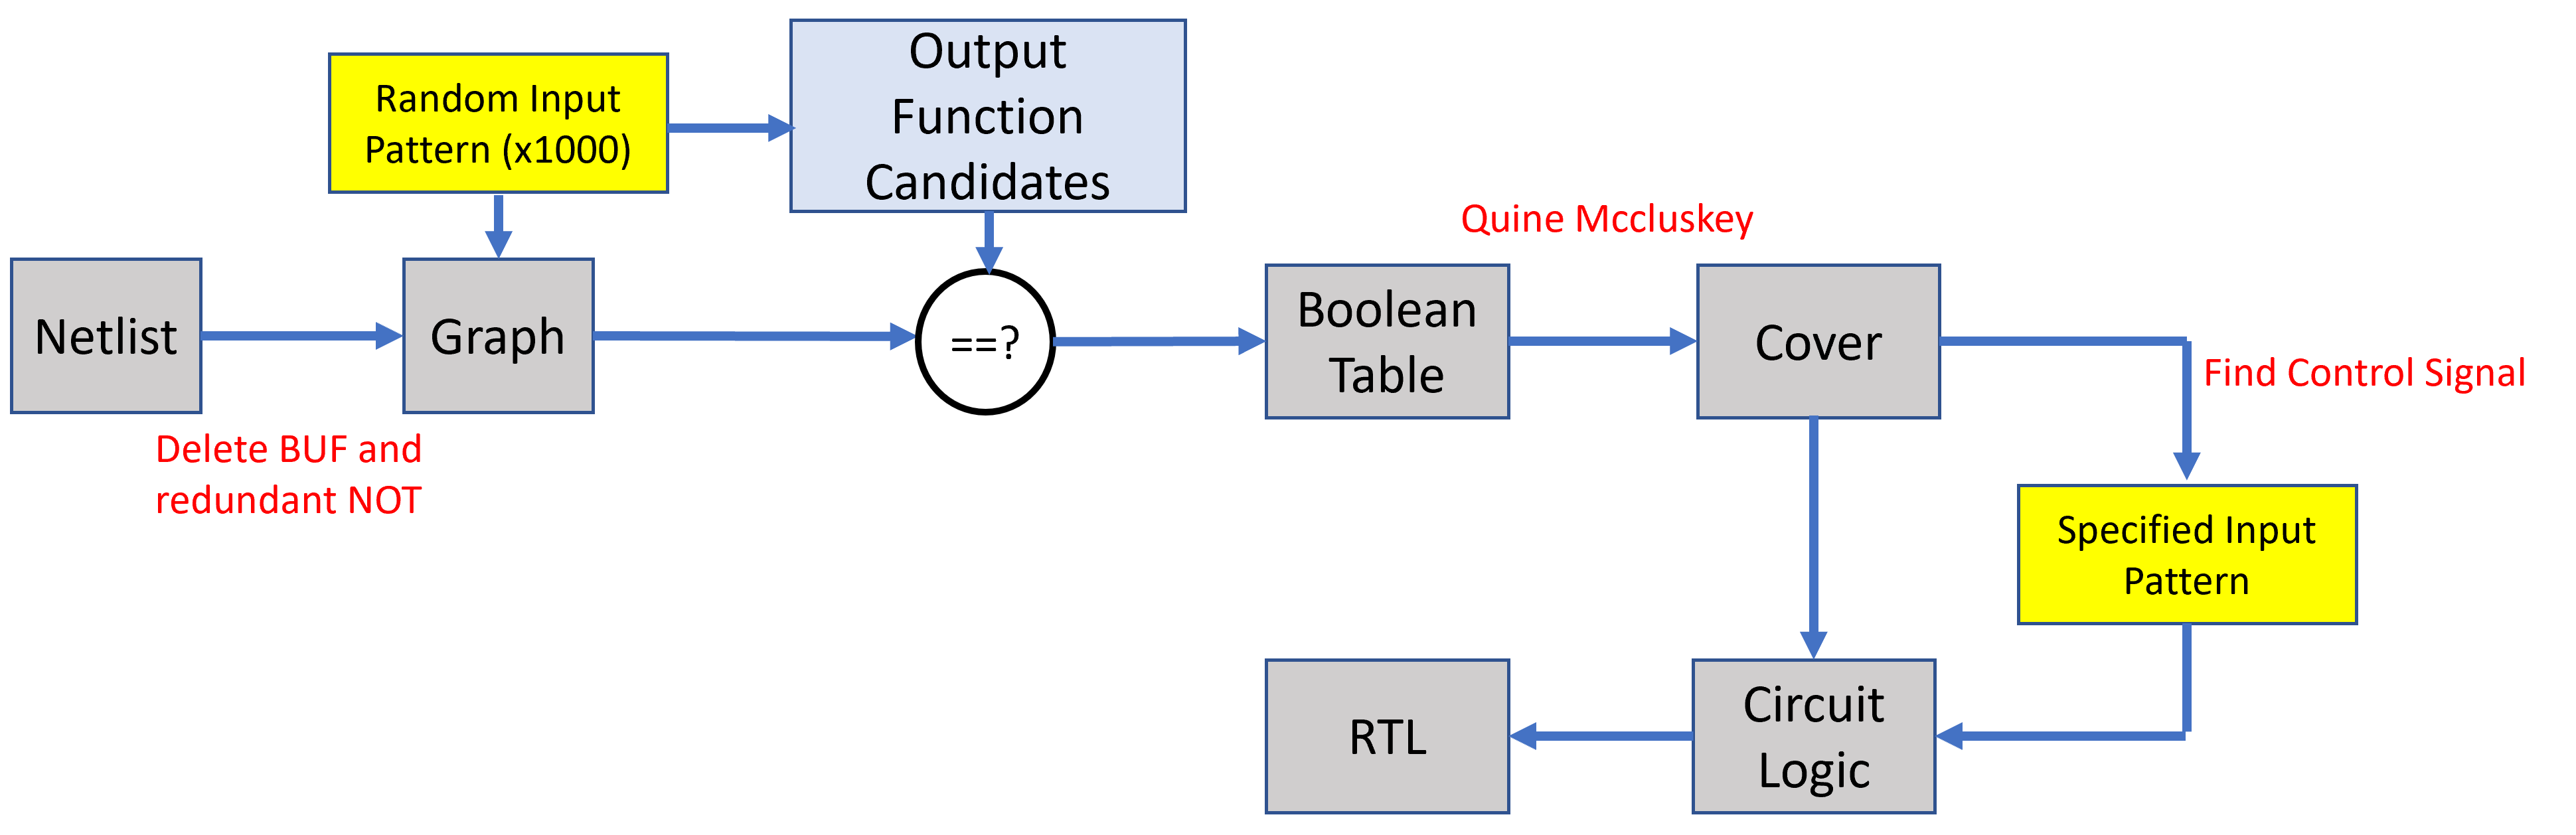 Output
Function
Candidates
Random Input
Pattern (x1000)
Quine Mccluskey
Netlist
Graph
==?
Boolean
Table
Cover
Find Control Signal
Delete BUF and
redundant NOT
Specified Input
Pattern
RTL
Circuit
Logic